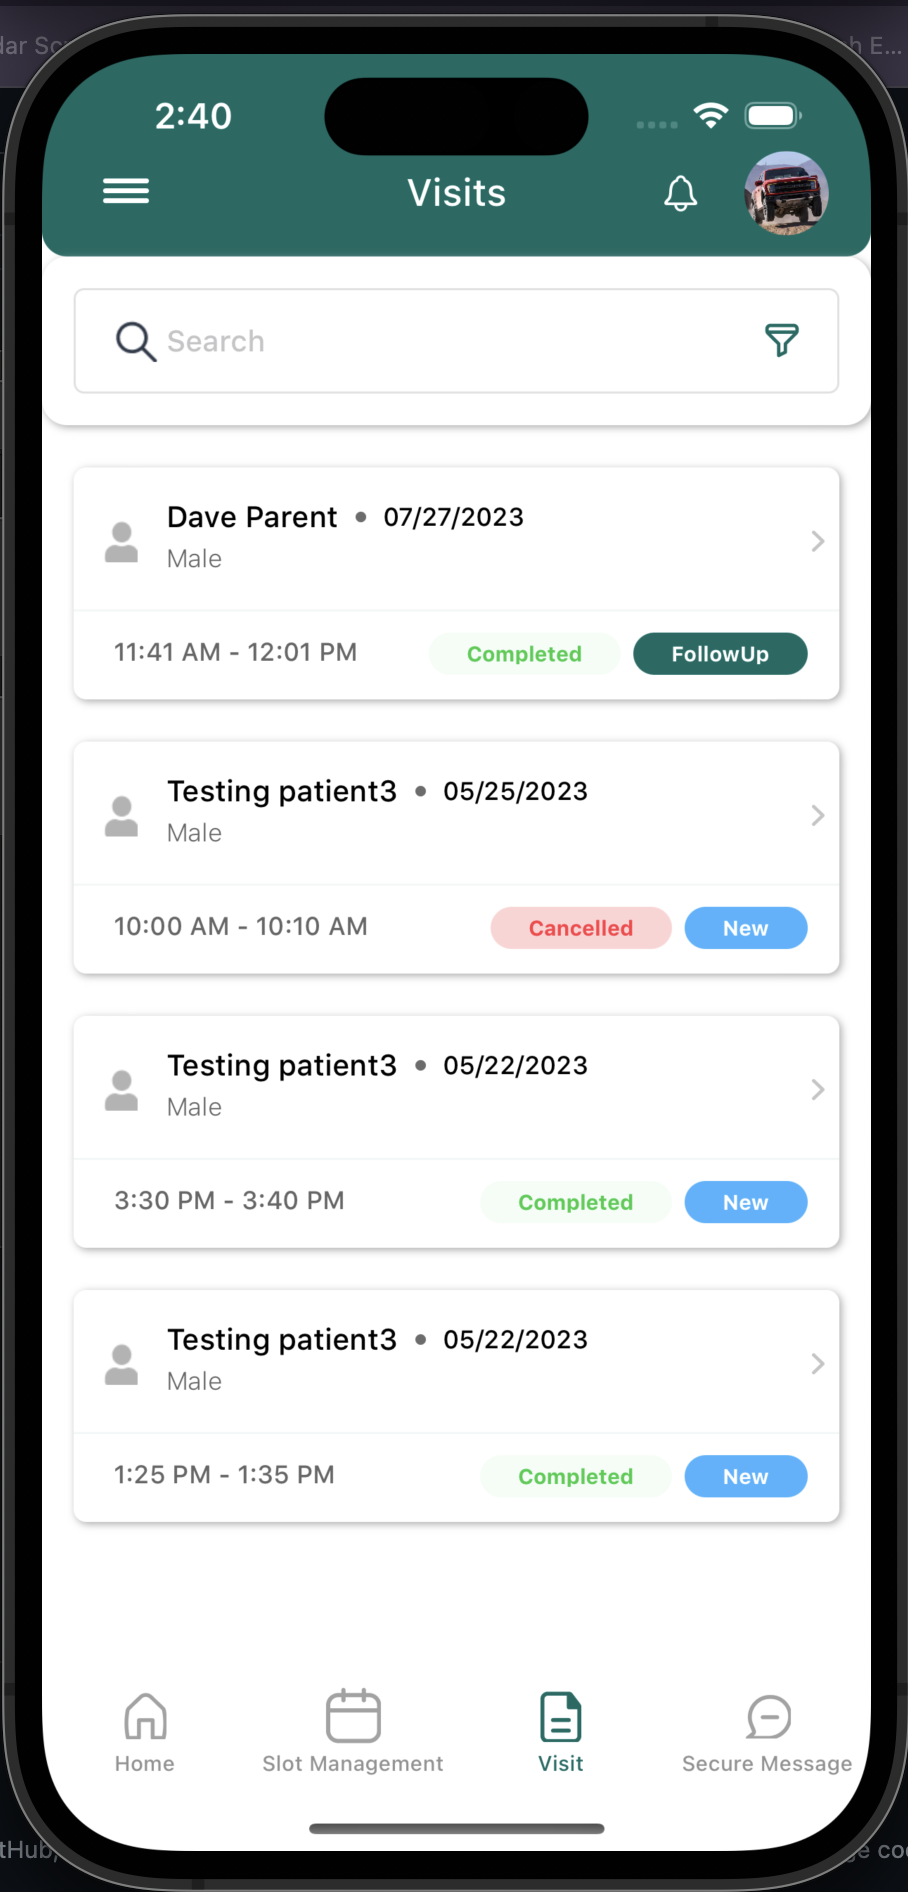 dar Sc
h E...
2:40
Visits
Search
Dave Parent • 07/27/2023
Male
11:41 AM - 12:01 PM Completed FollowUp
Testing patient3 • 05/25/2023
Male
10:00 AM - 10:10 AM Cancelled New
Testing patient3 • 05/22/2023
Male
3:30 PM - 3:40 PM Completed New
Testing patient3 • 05/22/2023
Male
1:25 PM - 1:35 PM Completed New
Home Slot Management Visit Secure Message
tHub,
ge co